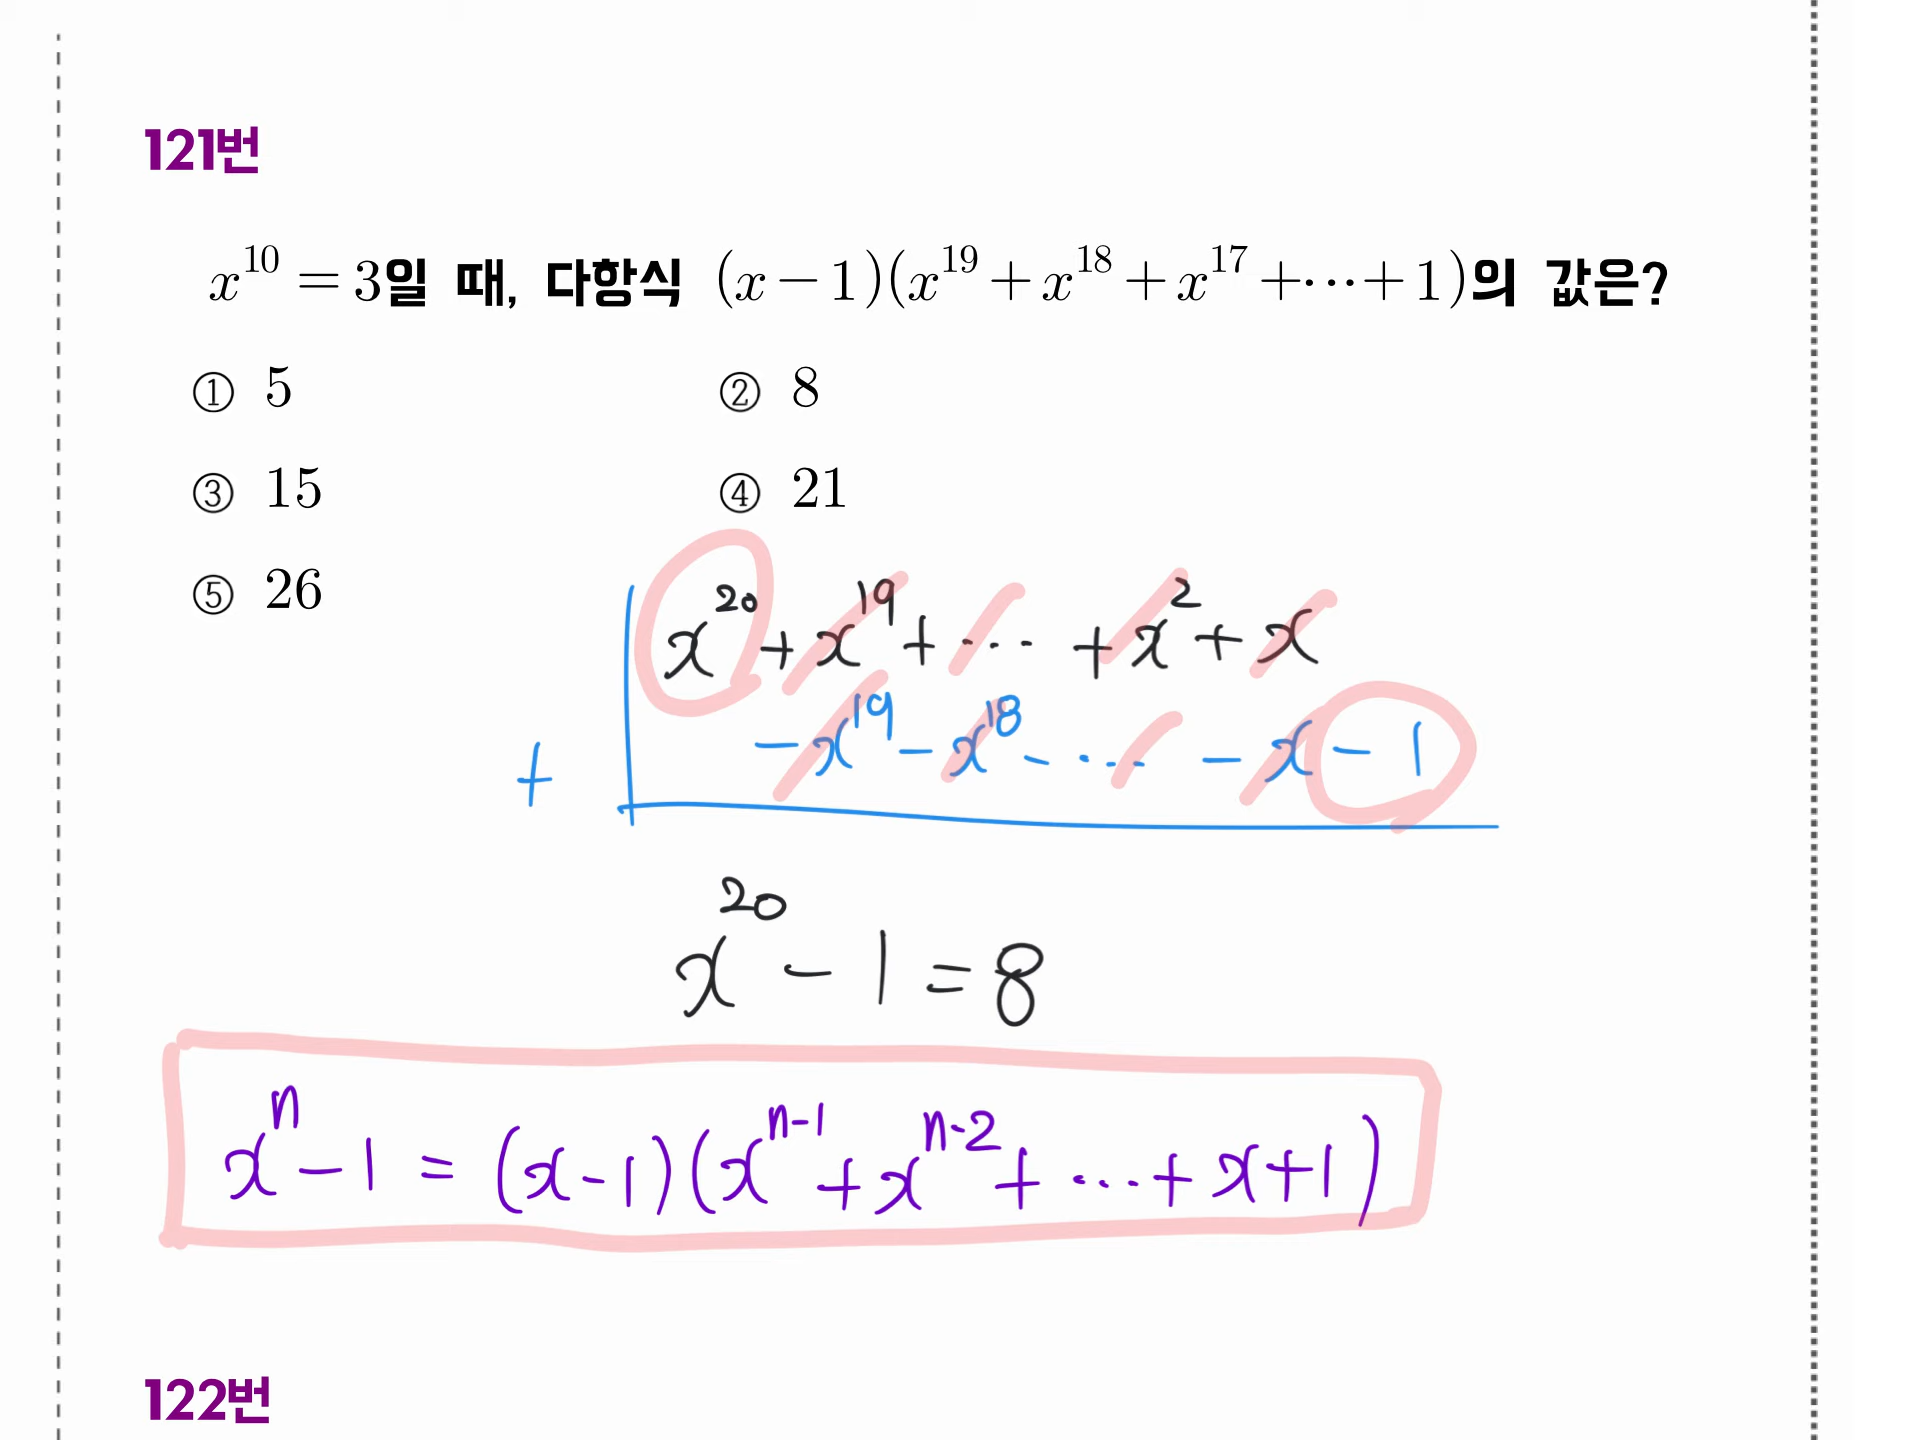 121번
x^10 = 3일 때, 다항식 (x−1)(x^19+x^18+x^17+⋯+1)의 값은?
① 5 ② 8
③ 15 ④ 21
⑤ 26
x^20 + x^19 + ⋯ + x^2 + x
+ −x^19 − x^18 − ⋯ − x − 1
x^20 − 1 = 8
x^n − 1 = (x−1)(x^n-1 + x^n-2 + ⋯ + x+1)
122번